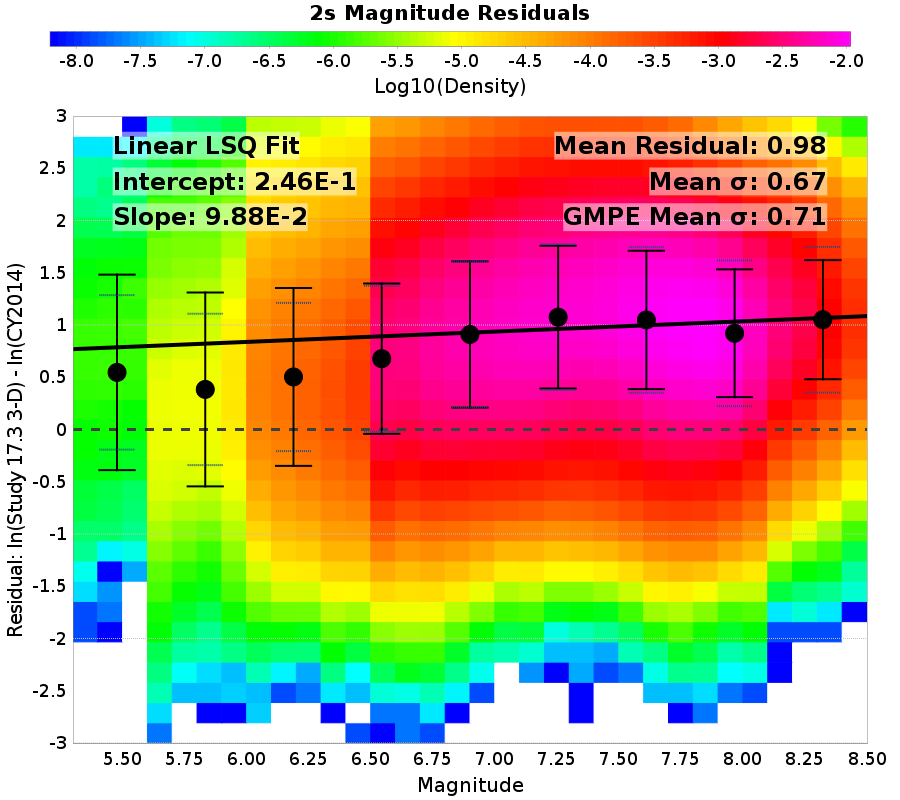 2s Magnitude Residuals
-8.0 -7.5 -7.0 -6.5 -6.0 -5.5 -5.0 -4.5 -4.0 -3.5 -3.0 -2.5 -2.0
Log10(Density)
Linear LSQ Fit
Intercept: 2.46E-1
Slope: 9.88E-2
Mean Residual: 0.98
Mean σ: 0.67
GMPE Mean σ: 0.71
Residual: ln(Study 17.3 3-D) - ln(CY2014)
3
2.5
2
1.5
1
0.5
0
-0.5
-1
-1.5
-2
-2.5
-3
5.50 5.75 6.00 6.25 6.50 6.75 7.00 7.25 7.50 7.75 8.00 8.25 8.50
Magnitude